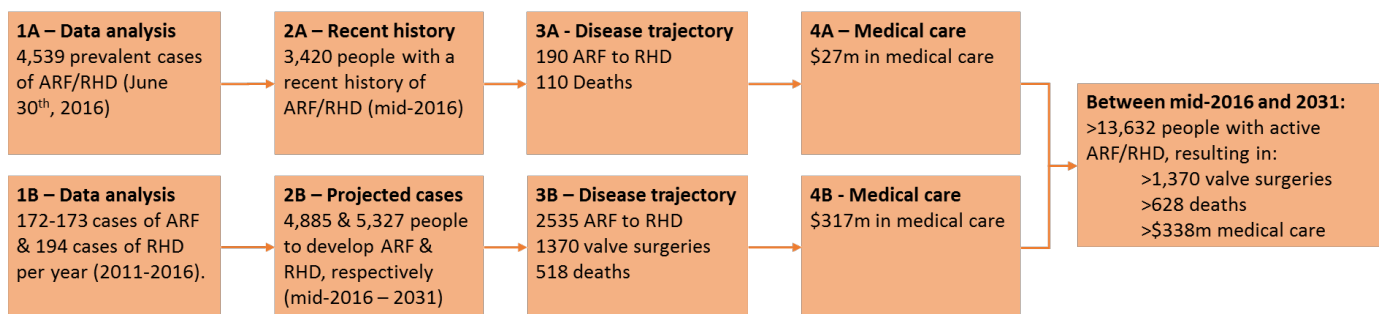 1A – Data analysis
4,539 prevalent cases
of ARF/RHD (June
30th, 2016)
2A – Recent history
3,420 people with a
recent history of
ARF/RHD (mid-2016)
3A - Disease trajectory
190 ARF to RHD
110 Deaths
4A – Medical care
$27m in medical care
1B – Data analysis
172-173 cases of ARF
& 194 cases of RHD
per year (2011-2016).
2B – Projected cases
4,885 & 5,327 people
to develop ARF &
RHD, respectively
(mid-2016 – 2031)
3B – Disease trajectory
2535 ARF to RHD
1370 valve surgeries
518 deaths
4B - Medical care
$317m in medical care
Between mid-2016 and 2031:
>13,632 people with active
ARF/RHD, resulting in:
>1,370 valve surgeries
>628 deaths
>$338m medical care